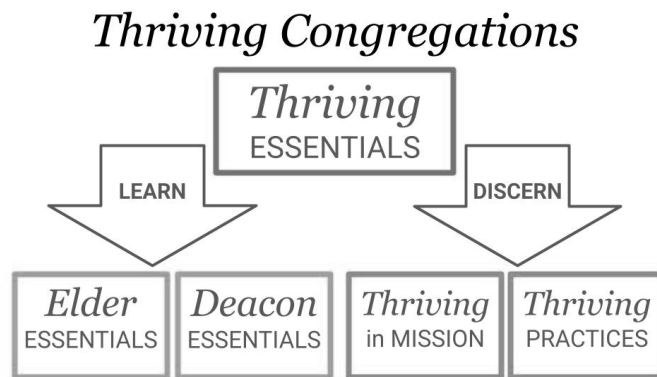 Thriving Congregations
Thriving
ESSENTIALS
LEARN
DISCERN
Elder
ESSENTIALS
Deacon
ESSENTIALS
Thriving
in MISSION
Thriving
PRACTICES